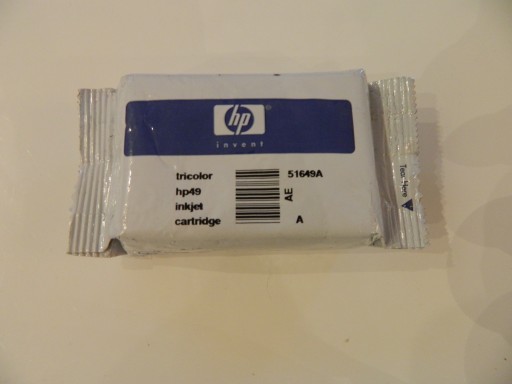 hp
invent
tricolor
hp49
inkjet
cartridge
51649A
AE
A
Tear Here